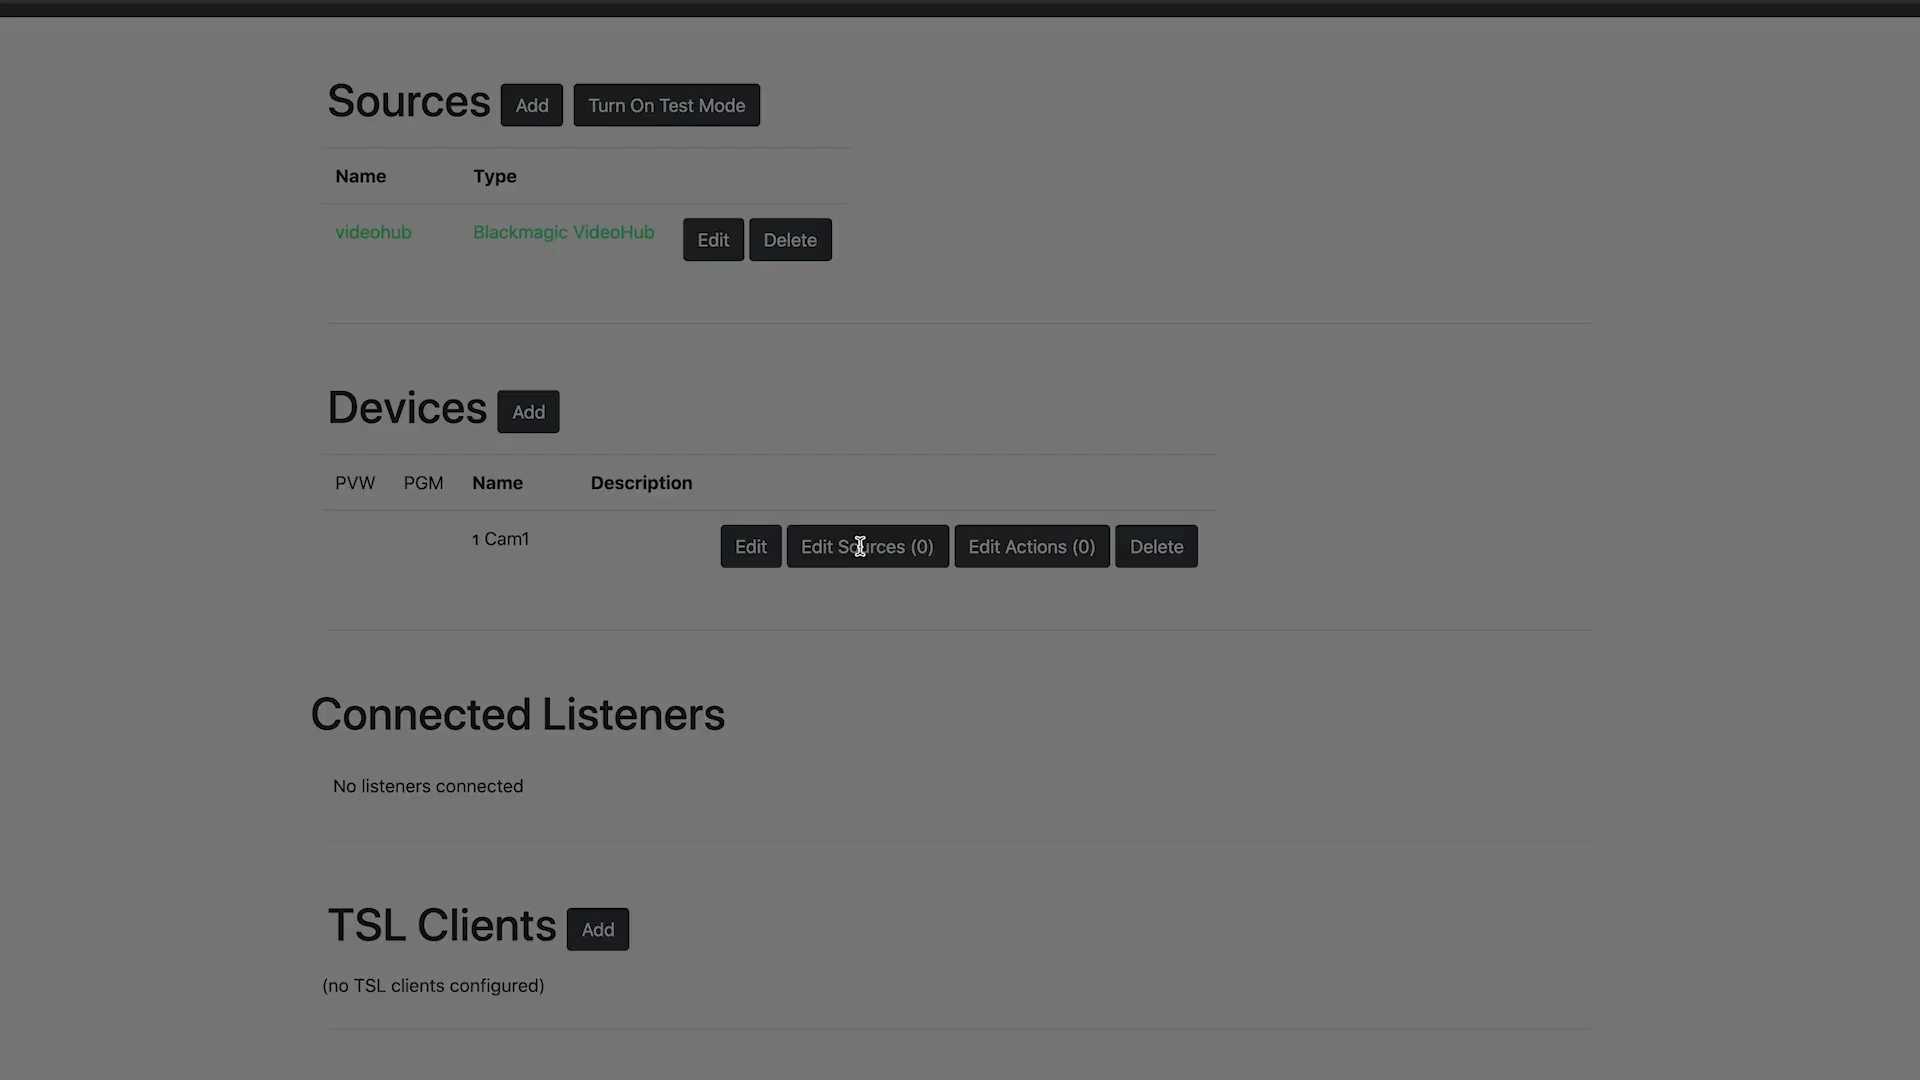 Sources Add Turn On Test Mode
Name Type
videohub Blackmagic VideoHub Edit Delete
Devices Add
PVW PGM Name Description
1 Cam1 Edit Edit Sources (0) Edit Actions (0) Delete
Connected Listeners
No listeners connected
TSL Clients Add
(no TSL clients configured)